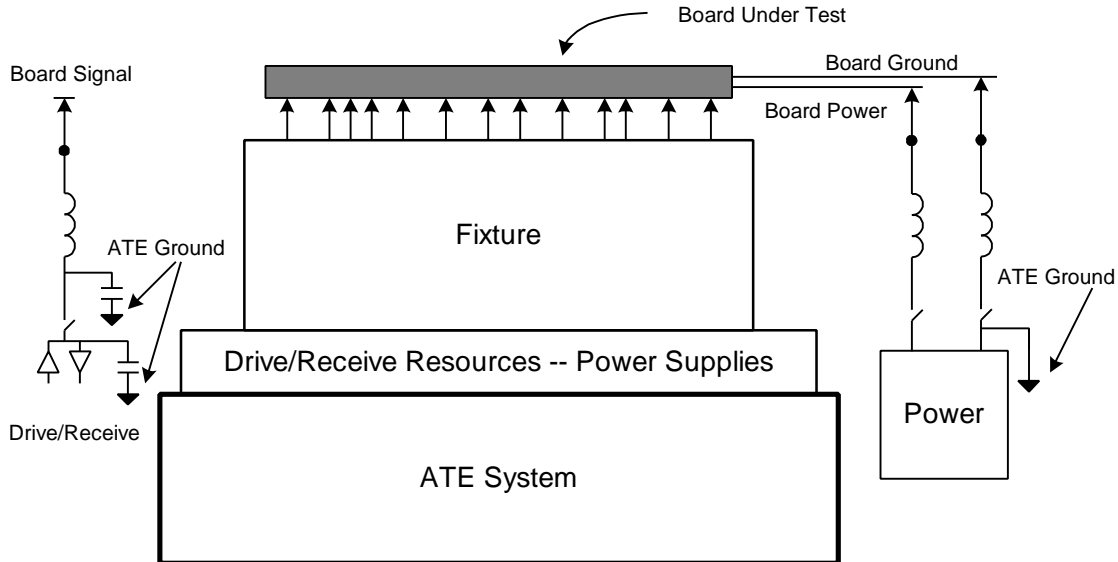 Board Under Test
Board Signal
Board Ground
Board Power
Fixture
ATE Ground
ATE Ground
Drive/Receive Resources -- Power Supplies
Power
Drive/Receive
ATE System